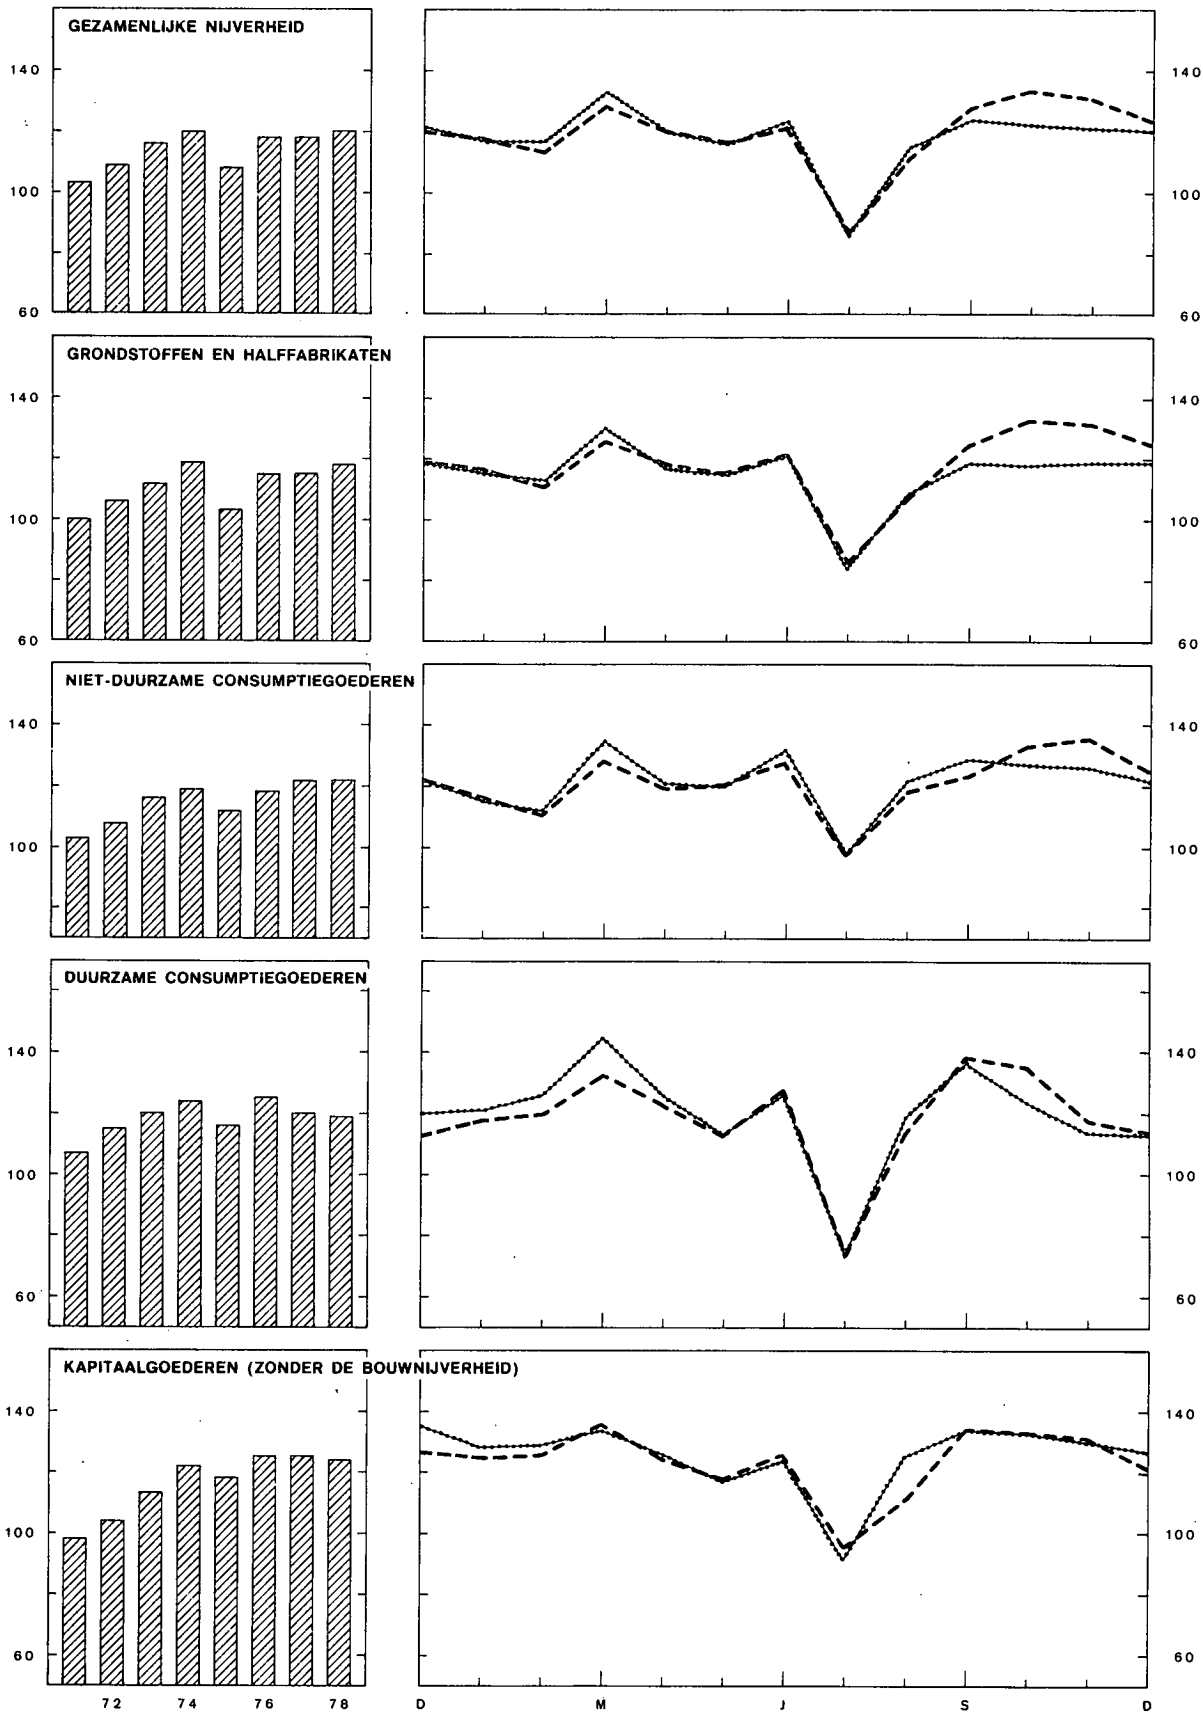 GEZAMENLIJKE NIJVERHEID
140 140
100 100
60 60
GRONDSTOFFEN EN HALFFABRIKATEN
140 140
100 100
60 60
NIET-DUURZAME CONSUMPTIEGOEDEREN
140 140
100 100
DUURZAME CONSUMPTIEGOEDEREN
140 140
100 100
60 60
KAPITAALGOEDEREN (ZONDER DE BOUWNIJVERHEID)
140 140
100 100
60 60
72 74 76 78 D M J S D